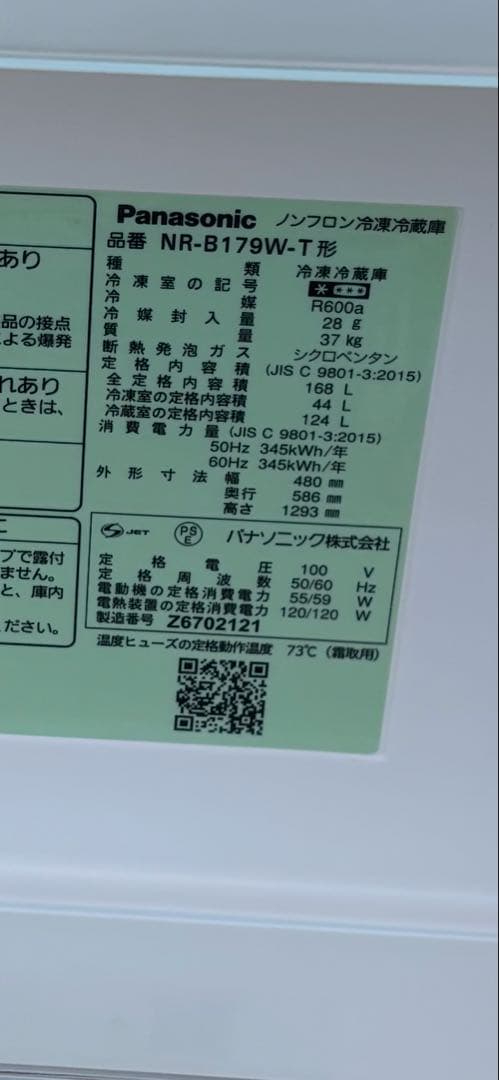 あり
品の接点
よる爆発
れあり
ときは、
プで露付
ません。
と、庫内
ださい。
Panasonic ノンフロン冷凍冷蔵庫
品番 NR-B179W-T形
種類 冷凍冷蔵庫
冷凍室の記号 * ***
冷媒 R600a
冷媒封入量 28 g
質量 37 kg
断熱発泡ガス シクロペンタン
定格内容積 (JIS C 9801-3:2015)
全定格内容積 168 L
冷凍室の定格内容積 44 L
冷蔵室の定格内容積 124 L
消費電力量 (JIS C 9801-3:2015)
50Hz 345kWh/年
60Hz 345kWh/年
外形寸法 幅 480 mm
奥行 586 mm
高さ 1293 mm
S JET PS E パナソニック株式会社
定格電圧 100 V
定格周波数 50/60 Hz
電動機の定格消費電力 55/59 W
電熱装置の定格消費電力 120/120 W
製造番号 Z6702121
温度ヒューズの定格動作温度 73℃ (霜取用)